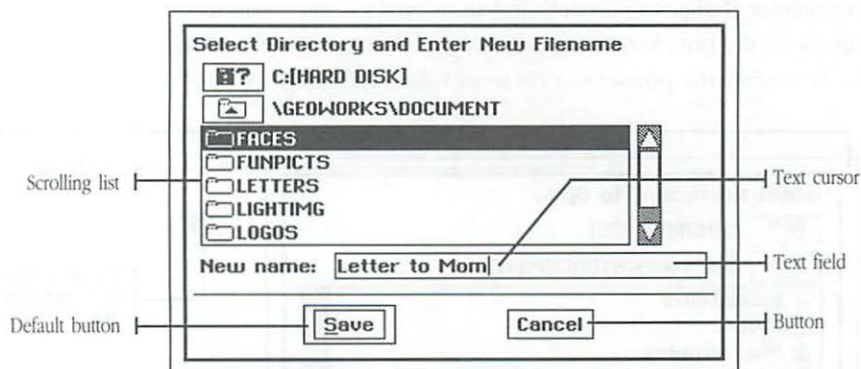 Select Directory and Enter New Filename
C:[HARD DISK]
\GEOWORKS\DOCUMENT
FACES
FUNPICTS
LETTERS
LIGHTIMG
LOGOS
New name: Letter to Mom
Save
Cancel
Scrolling list
Default button
Text cursor
Text field
Button